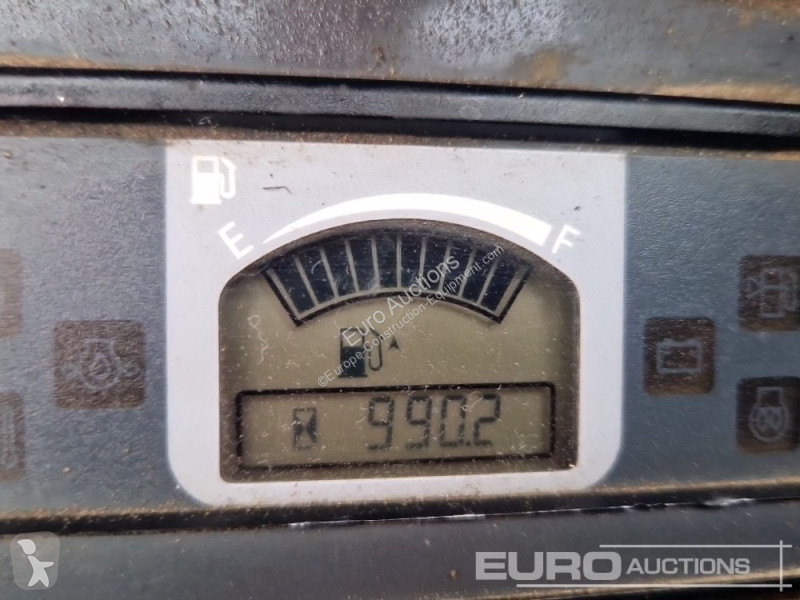 E F
Euro Auctions
©Europe-Construction-Equipment.com
990.2
EURO AUCTIONS